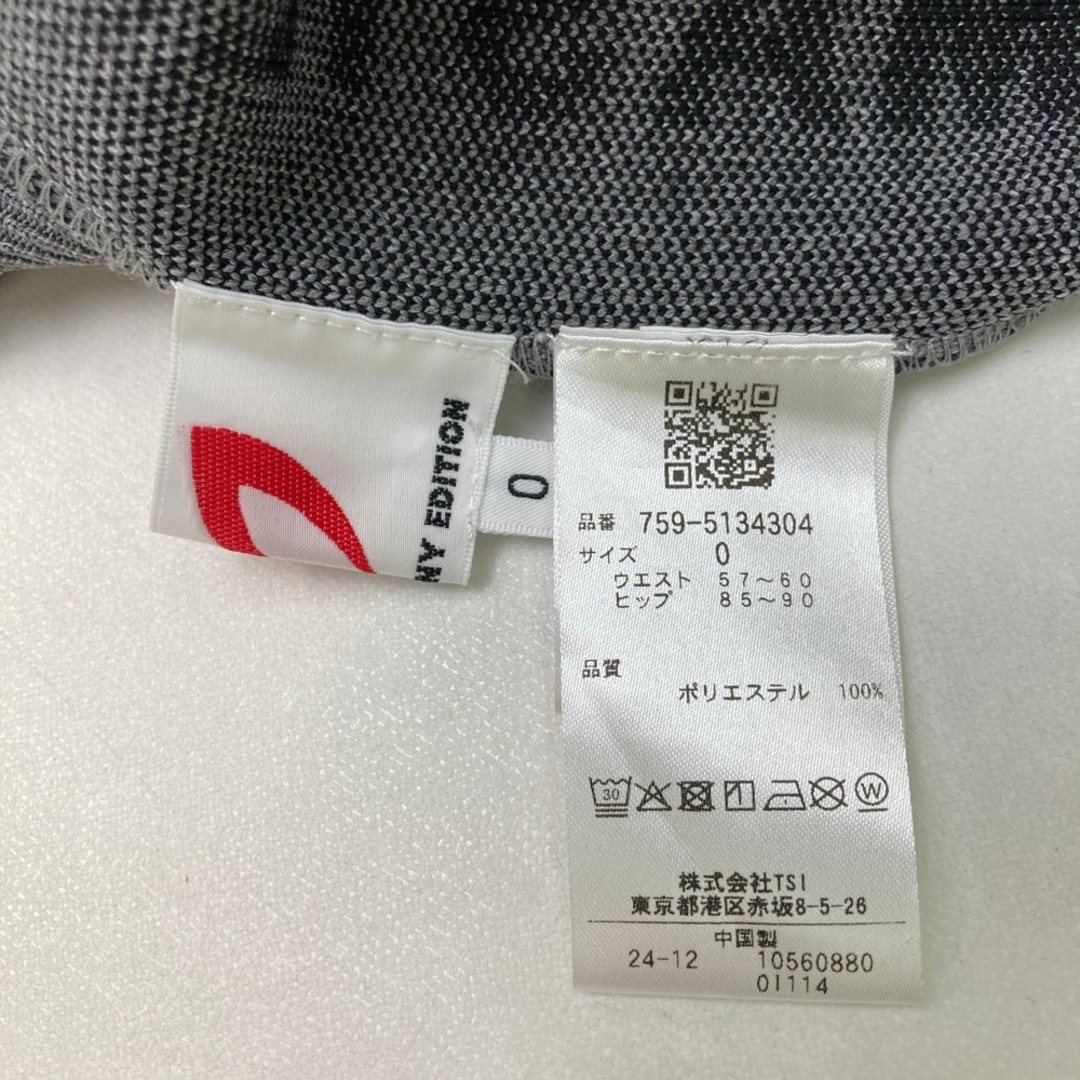 EDITION
0
品番 759-5134304
サイズ 0
ウエスト 57～60
ヒップ 85～90
品質
ポリエステル 100%
30
W
株式会社TSI
東京都港区赤坂8-5-26
中国製
24-12 10560880
01114